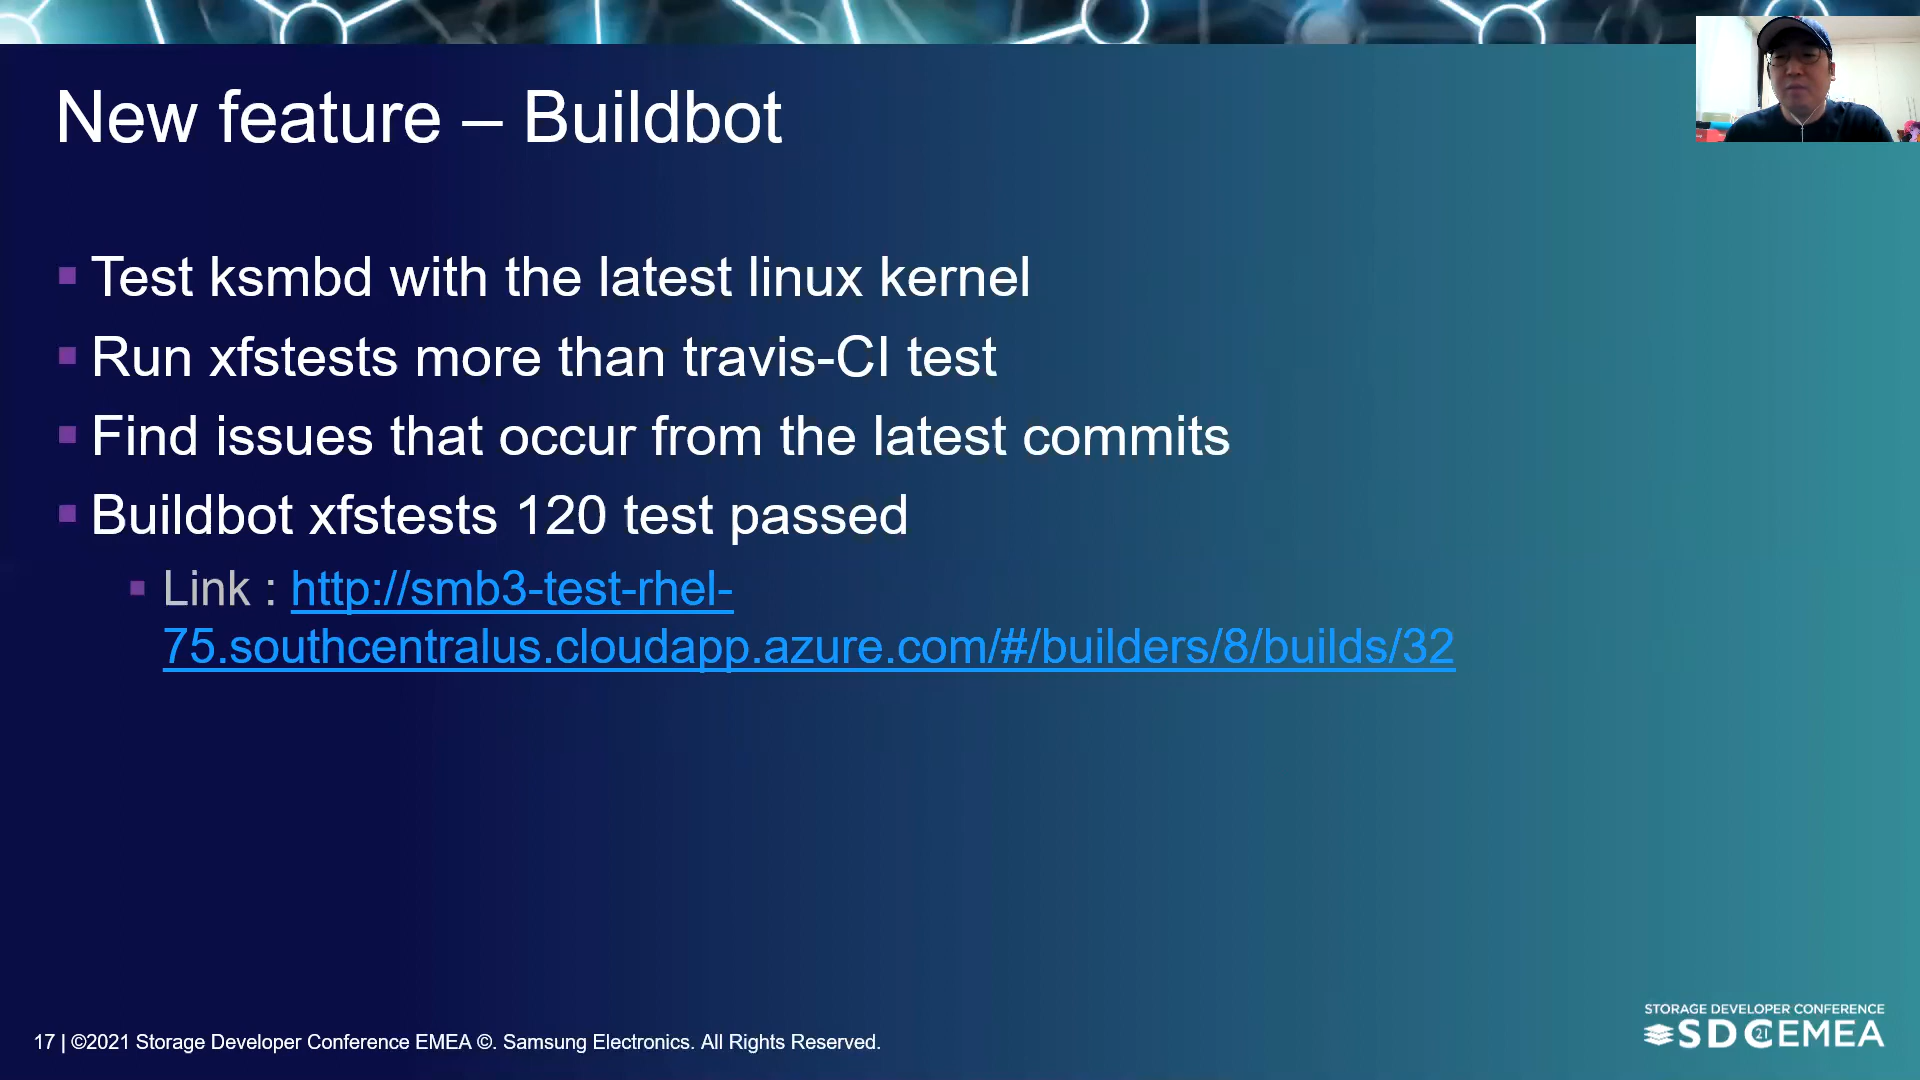 New feature – Buildbot
Test ksmbd with the latest linux kernel
Run xfstests more than travis-CI test
Find issues that occur from the latest commits
Buildbot xfstests 120 test passed
Link : http://smb3-test-rhel-
75.southcentralus.cloudapp.azure.com/#/builders/8/builds/32
17 | ©2021 Storage Developer Conference EMEA ©. Samsung Electronics. All Rights Reserved.
STORAGE DEVELOPER CONFERENCE
SDC21EMEA